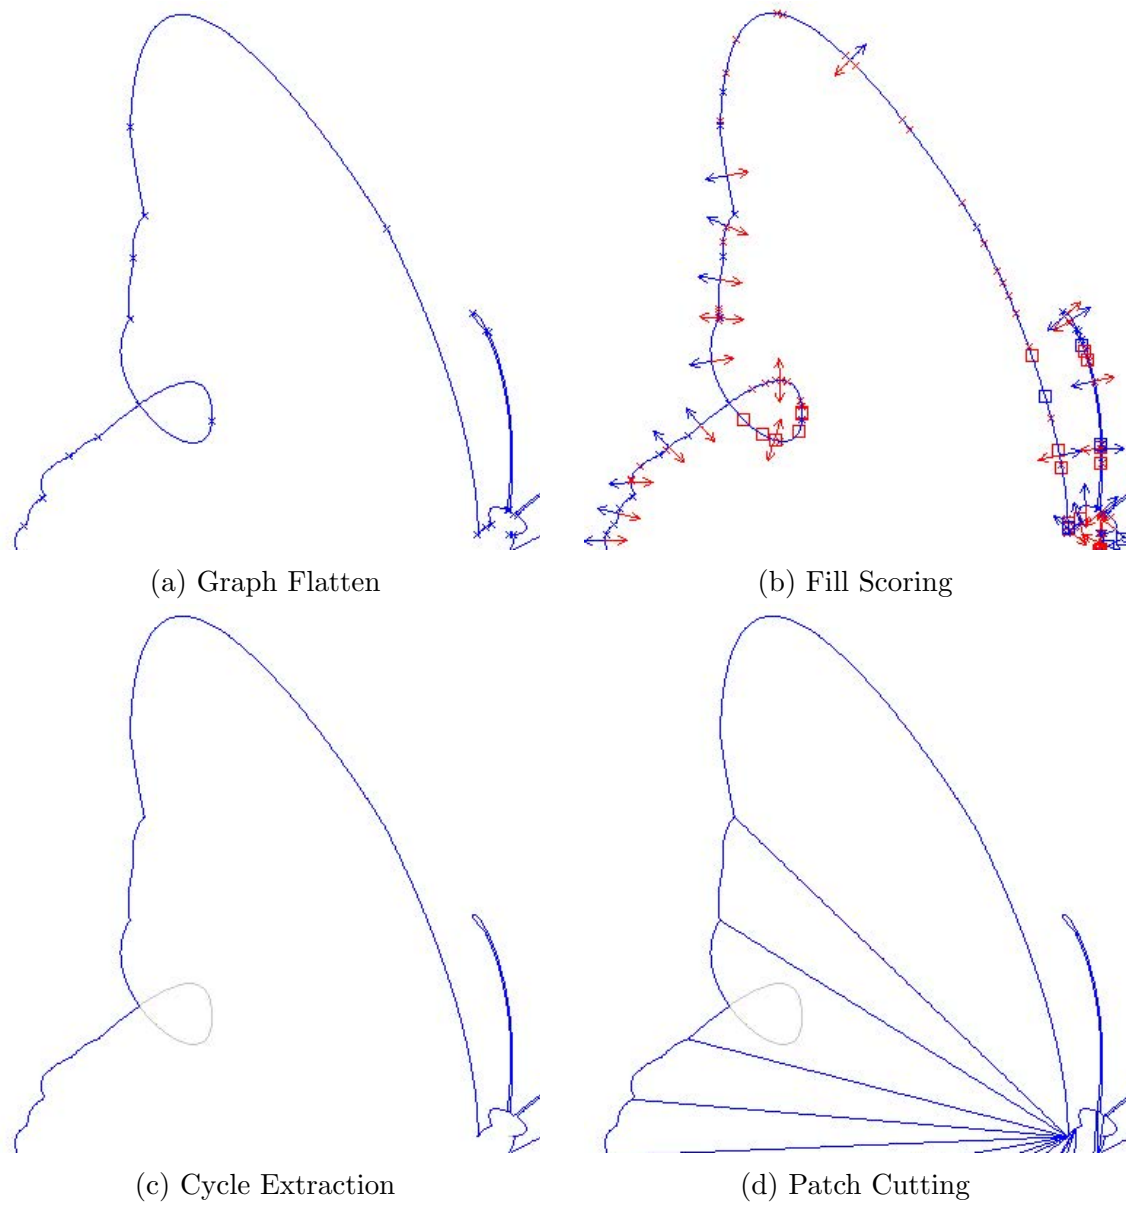 (a) Graph Flatten
(b) Fill Scoring
(c) Cycle Extraction
(d) Patch Cutting